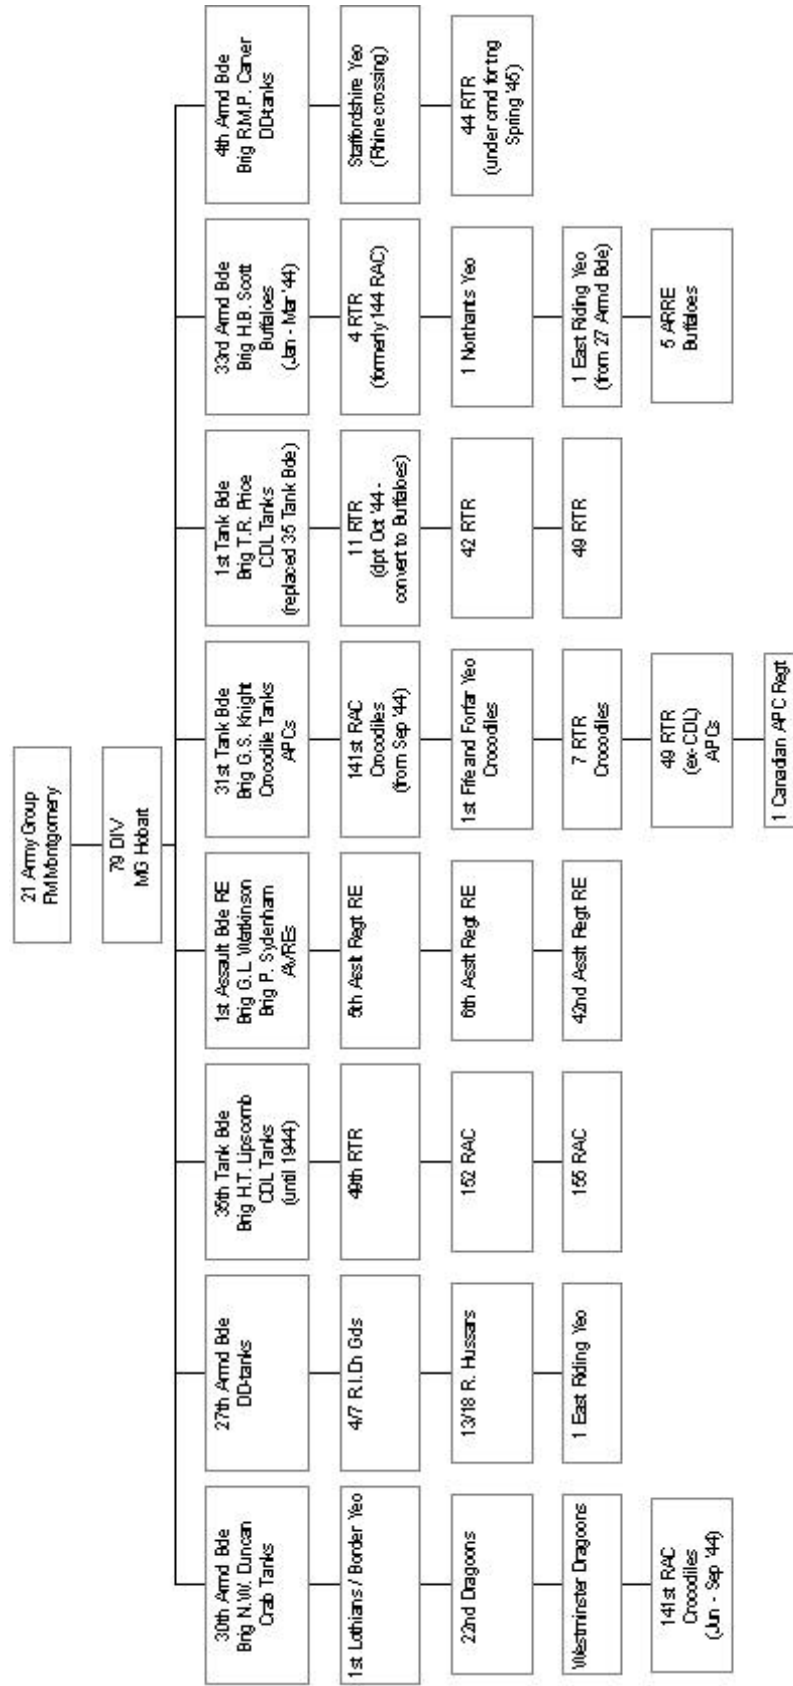 21 Army Group
FM Montgomery
79 DIV
MG Hobart
30th Armd Bde
Brig N.W. Duncan
Crab Tanks
1st Lothians / Border Yeo
22nd Dragoons
Westminster Dragoons
141st RAC
Crocodiles
(Jun - Sep '44)
27th Armd Bde
DD-tanks
4/7 R.I.Dn Gds
13/18 R. Hussars
1 East Riding Yeo
35th Tank Bde
Brig H.T. Lipscomb
CDL Tanks
(until 1944)
49th RTR
152 RAC
155 RAC
1st Assault Bde RE
Brig G.L. Watkinson
Brig P. Sydenham
AVREs
5th Asslt Regt RE
6th Asslt Regt RE
42nd Asslt Regt RE
31st Tank Bde
Brig G.S. Knight
Crocodile Tanks
APCs
141st RAC
Crocodiles
(from Sep '44)
1st Fife and Forfar Yeo
Crocodiles
7 RTR
Crocodiles
49 RTR
(ex-CDL)
APCs
1 Canadian APC Regt
1st Tank Bde
Brig T.R. Price
CDL Tanks
(replaced 35 Tank Bde)
11 RTR
(dpt Oct '44 -
convert to Buffaloes)
42 RTR
49 RTR
33rd Armd Bde
Brig H.B. Scott
Buffaloes
(Jan - Mar '44)
4 RTR
(formerly 144 RAC)
1 Northants Yeo
1 East Riding Yeo
(from 27 Armd Bde)
5 ARRE
Buffaloes
4th Armd Bde
Brig R.M.P. Carver
DD-tanks
Staffordshire Yeo
(Rhine crossing)
44 RTR
(under cmd for tng
Spring '45)